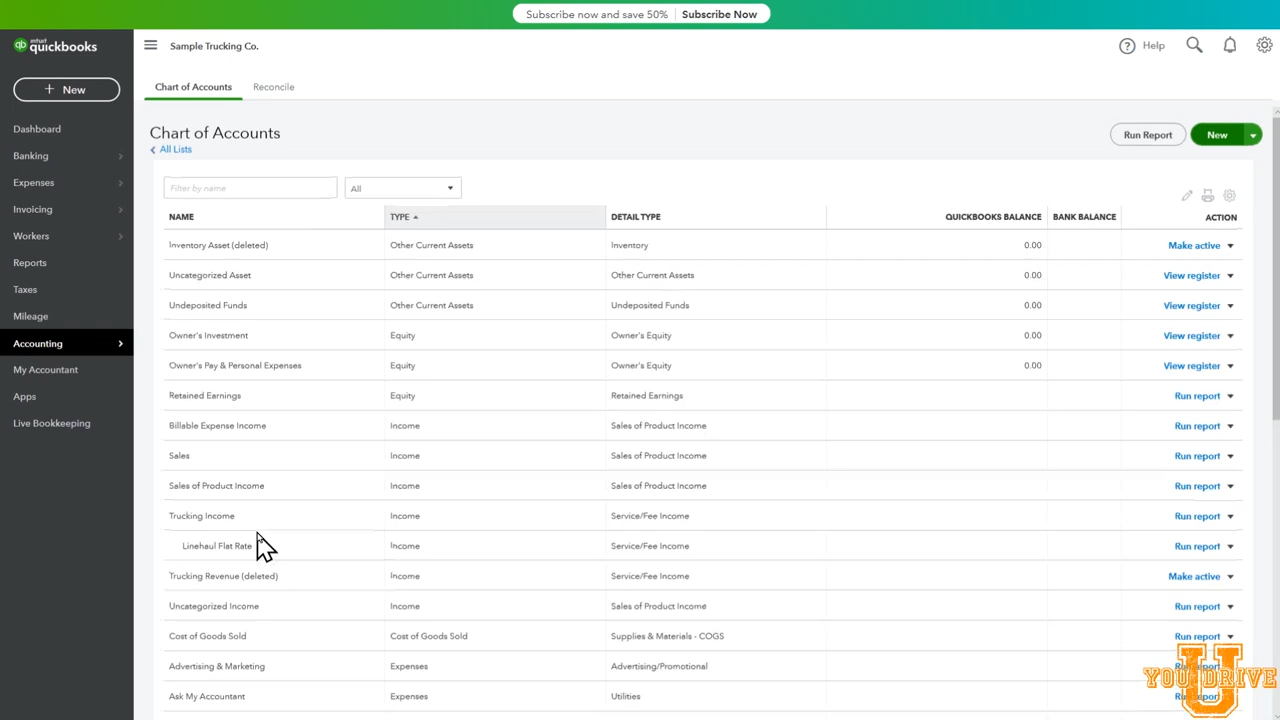 Subscribe now and save 50% Subscribe Now
intuit quickbooks
Sample Trucking Co.
Help
+ New
Chart of Accounts Reconcile
Dashboard
Banking
Expenses
Invoicing
Workers
Reports
Taxes
Mileage
Accounting
My Accountant
Apps
Live Bookkeeping
Chart of Accounts
All Lists
Run Report New
Filter by name All
NAME TYPE DETAIL TYPE QUICKBOOKS BALANCE BANK BALANCE ACTION
Inventory Asset (deleted) Other Current Assets Inventory 0.00 Make active
Uncategorized Asset Other Current Assets Other Current Assets 0.00 View register
Undeposited Funds Other Current Assets Undeposited Funds 0.00 View register
Owner's Investment Equity Owner's Equity 0.00 View register
Owner's Pay & Personal Expenses Equity Owner's Equity 0.00 View register
Retained Earnings Equity Retained Earnings Run report
Billable Expense Income Income Sales of Product Income Run report
Sales Income Sales of Product Income Run report
Sales of Product Income Income Sales of Product Income Run report
Trucking Income Income Service/Fee Income Run report
Linehaul Flat Rate Income Service/Fee Income Run report
Trucking Revenue (deleted) Income Service/Fee Income Make active
Uncategorized Income Income Sales of Product Income Run report
Cost of Goods Sold Cost of Goods Sold Supplies & Materials - COGS Run report
Advertising & Marketing Expenses Advertising/Promotional Run report
Ask My Accountant Expenses Utilities
U
YOU DRIVE